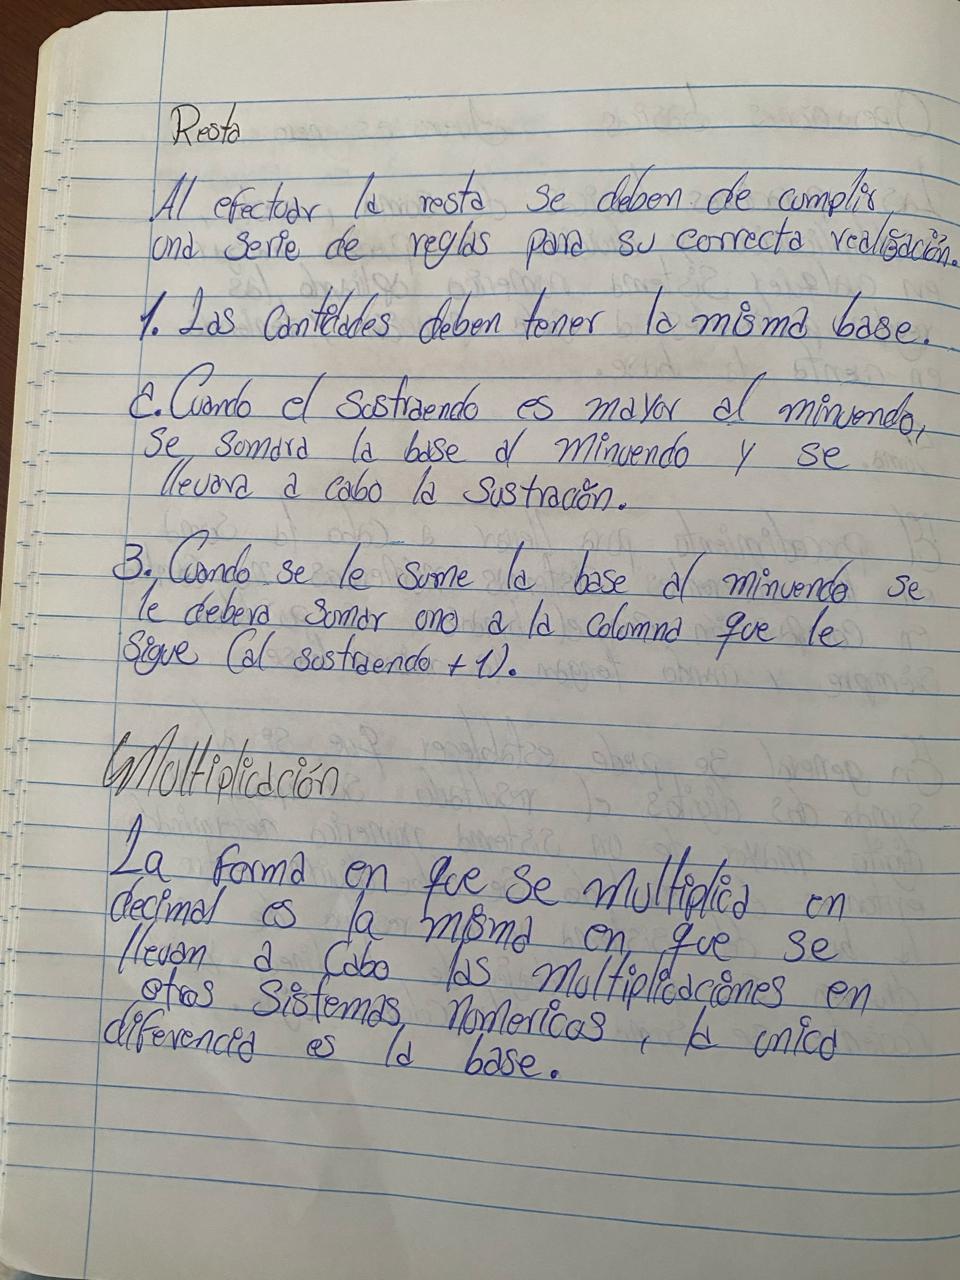 Resta
Al efectuar la resta se deben de cumplir
una serie de reglas para su correcta realización.
1. Las cantidades deben tener la misma base.
2. Cuando el sustraendo es mayor al minuendo,
se sumara la base al minuendo y se
llevara a cabo la sustración.
3. Cuando se le sume la base al minuendo se
le debera sumar uno a la columna que le
sigue (al sustraendo + 1).
Multiplicación
La forma en que se multiplica en
decimal es la misma en que se
llevan a cabo las multiplicaciones en
otros sistemas numericos, la unica
diferencia es la base.